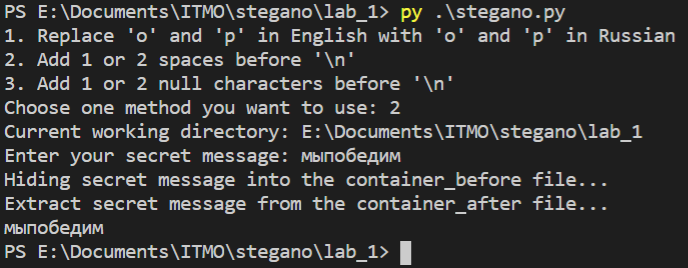 PS E:\Documents\ITMO\stegano\lab_1> py .\stegano.py
1. Replace 'o' and 'p' in English with 'o' and 'p' in Russian
2. Add 1 or 2 spaces before '\n'
3. Add 1 or 2 null characters before '\n'
Choose one method you want to use: 2
Current working directory: E:\Documents\ITMO\stegano\lab_1
Enter your secret message: мыпобедим
Hiding secret message into the container_before file...
Extract secret message from the container_after file...
мыпобедим
PS E:\Documents\ITMO\stegano\lab_1>